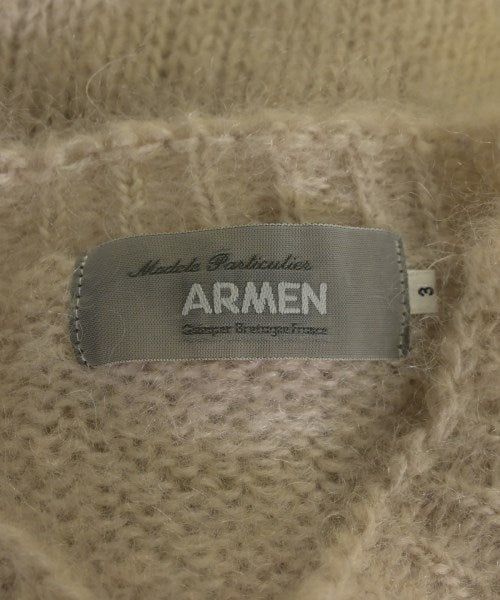 Modele Particulier
ARMEN
Quimper Bretagne France
3